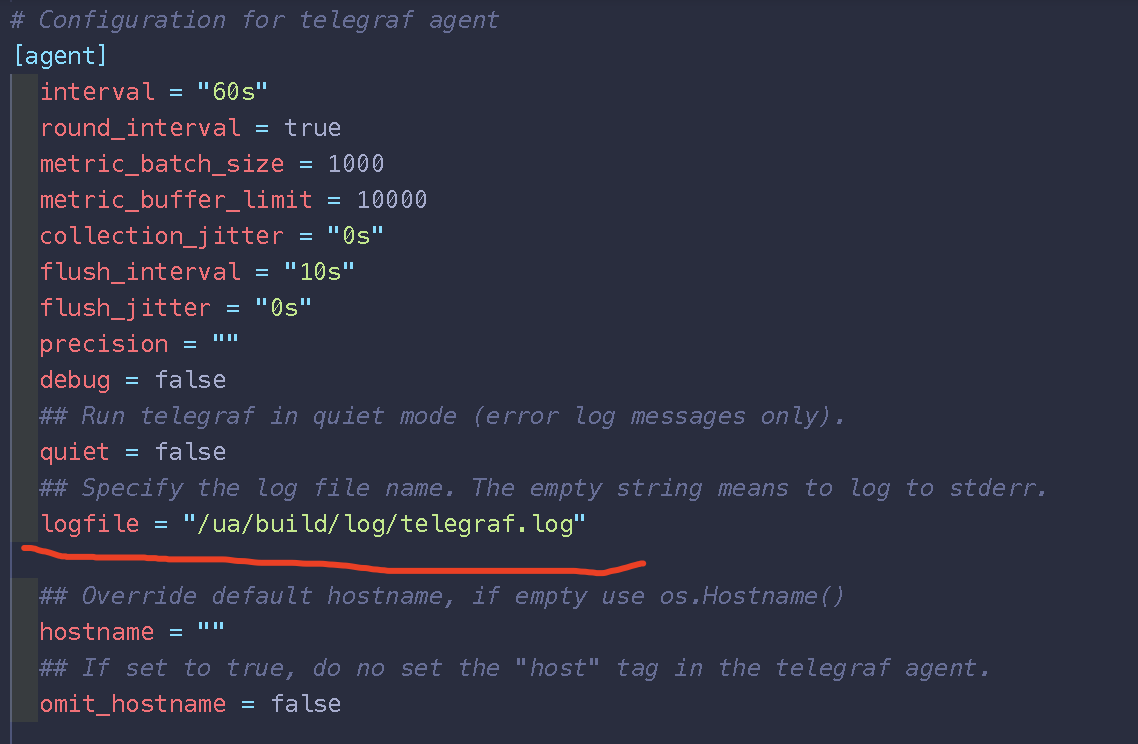 # Configuration for telegraf agent
[agent]
interval = "60s"
round_interval = true
metric_batch_size = 1000
metric_buffer_limit = 10000
collection_jitter = "0s"
flush_interval = "10s"
flush_jitter = "0s"
precision = ""
debug = false
## Run telegraf in quiet mode (error log messages only).
quiet = false
## Specify the log file name. The empty string means to log to stderr.
logfile = "/ua/build/log/telegraf.log"
## Override default hostname, if empty use os.Hostname()
hostname = ""
## If set to true, do no set the "host" tag in the telegraf agent.
omit_hostname = false